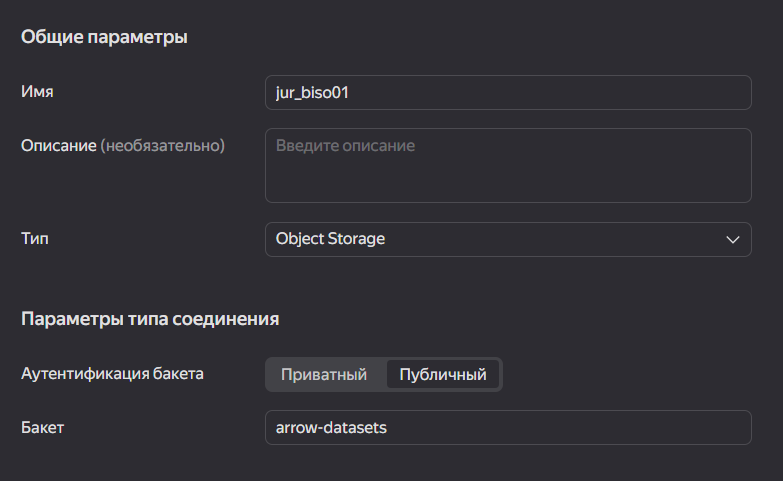 Общие параметры
Имя
jur_biso01
Описание (необязательно)
Введите описание
Тип
Object Storage
Параметры типа соединения
Аутентификация бакета
Приватный
Публичный
Бакет
arrow-datasets